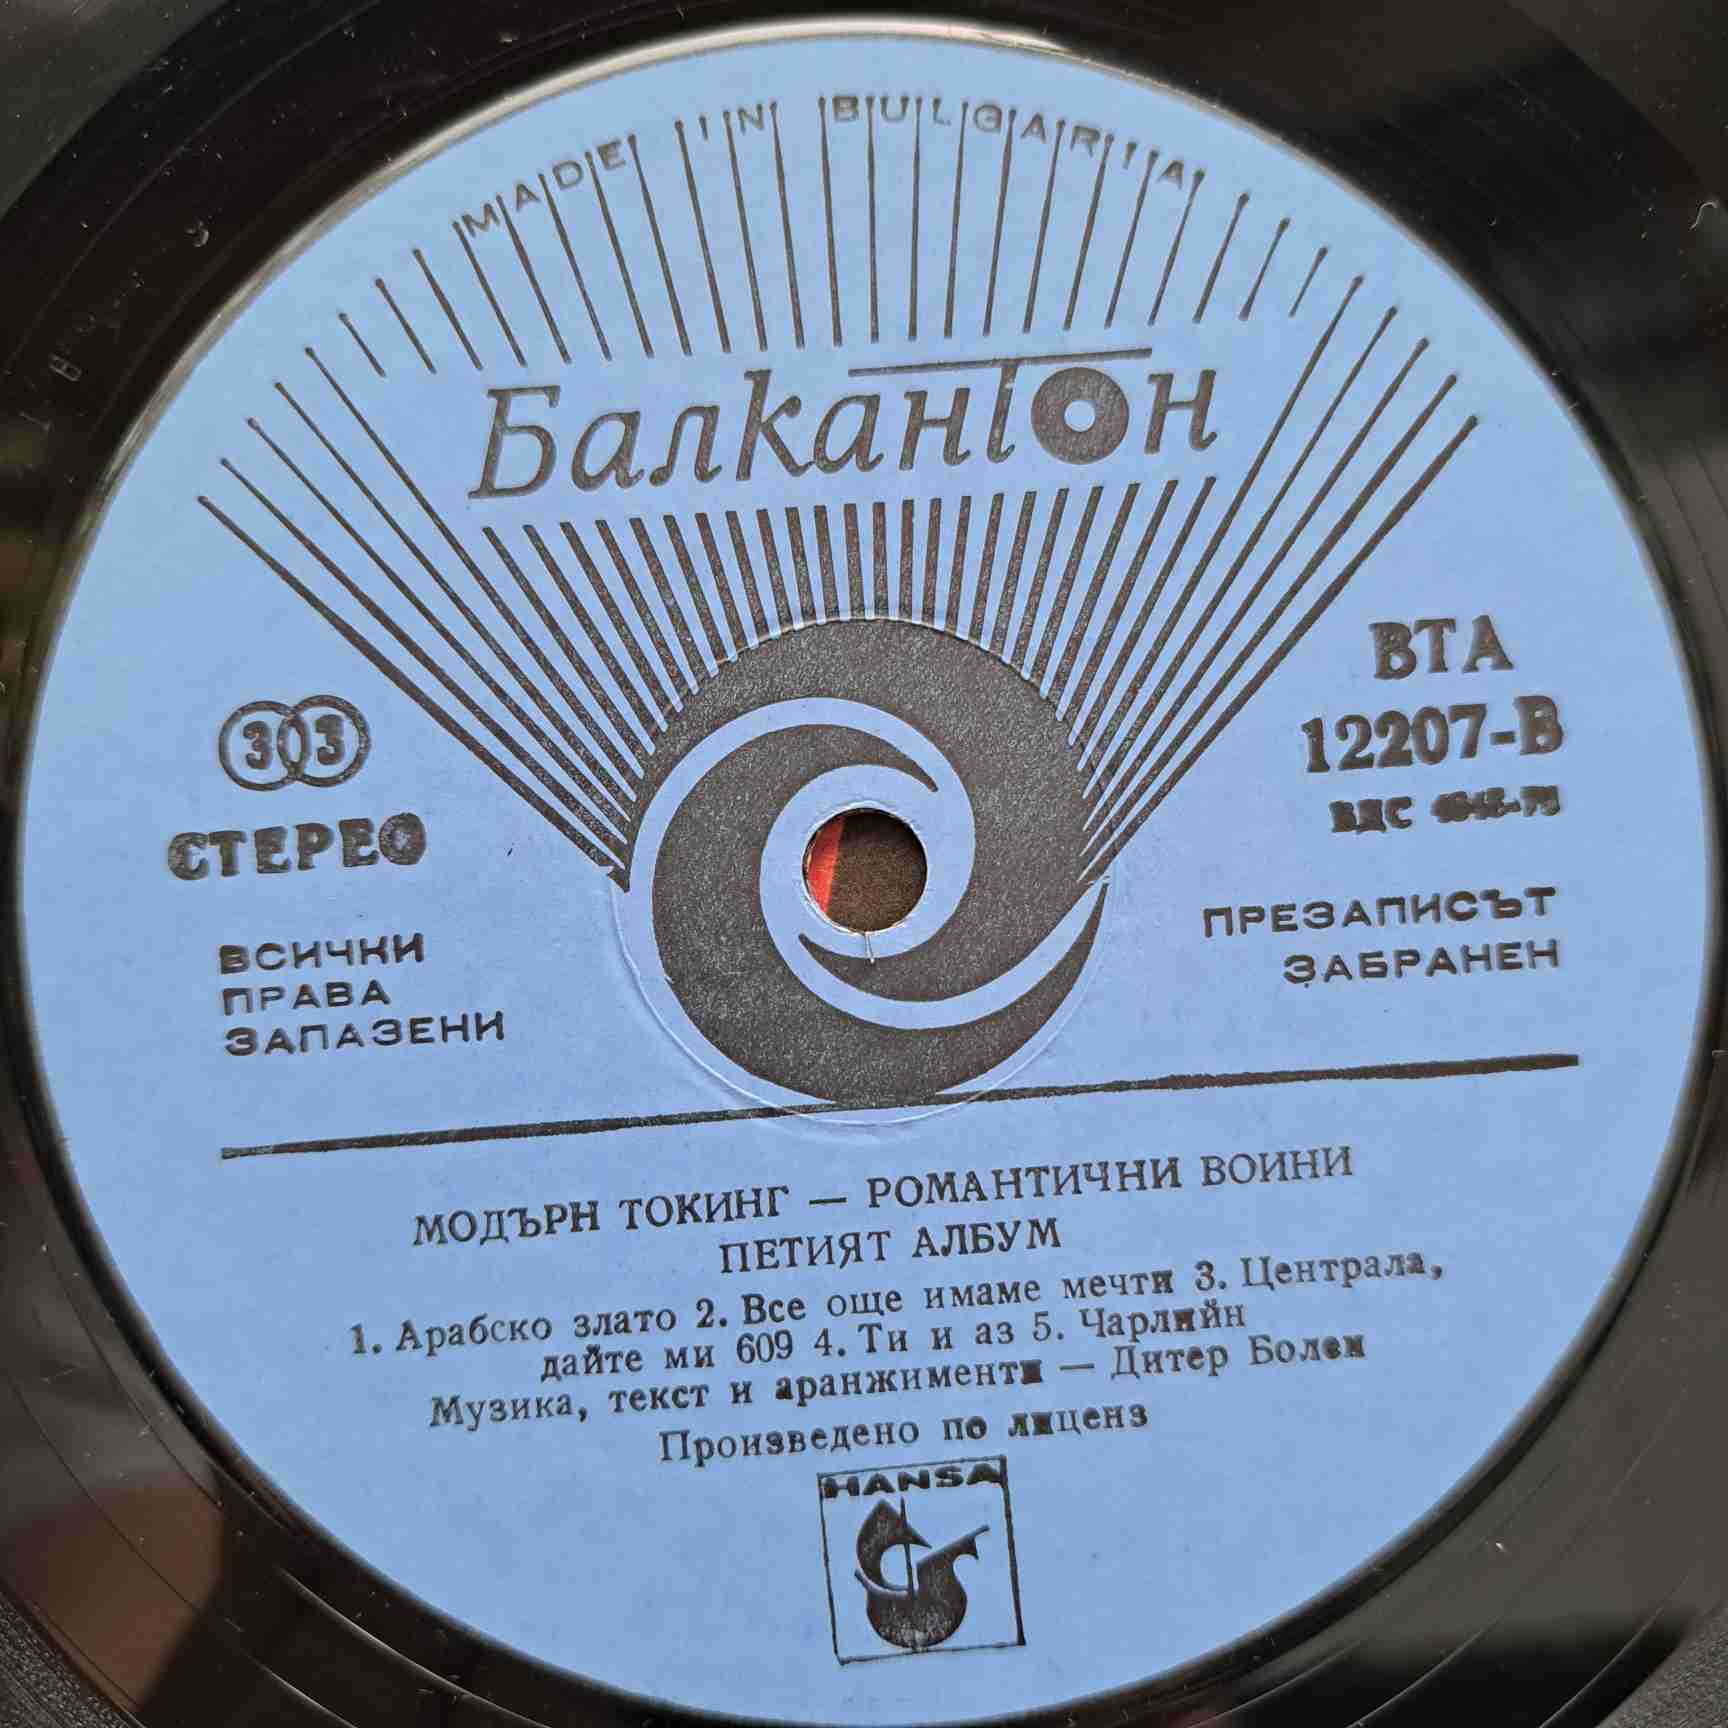 MADE IN BULGARIA
Балкантон
33
СТЕРЕО
ВСИЧКИ
ПРАВА
ЗАПАЗЕНИ
ВТА
12207-В
ВДС
ПРЕЗАПИСЪТ
ЗАБРАНЕН
МОДЪРН ТОКИНГ — РОМАНТИЧНИ ВОИНИ
ПЕТИЯТ АЛБУМ
1. Арабско злато 2. Все още имаме мечти 3. Централа,
дайте ми 609 4. Ти и аз 5. Чарлийн
Музика, текст и аранжименти — Дитер Болен
Произведено по лиценз
HANSA